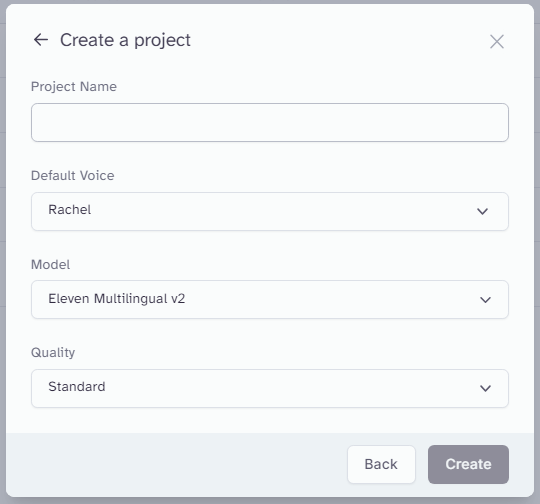 Create a project
Project Name
Default Voice
Rachel
Model
Eleven Multilingual v2
Quality
Standard
Back
Create